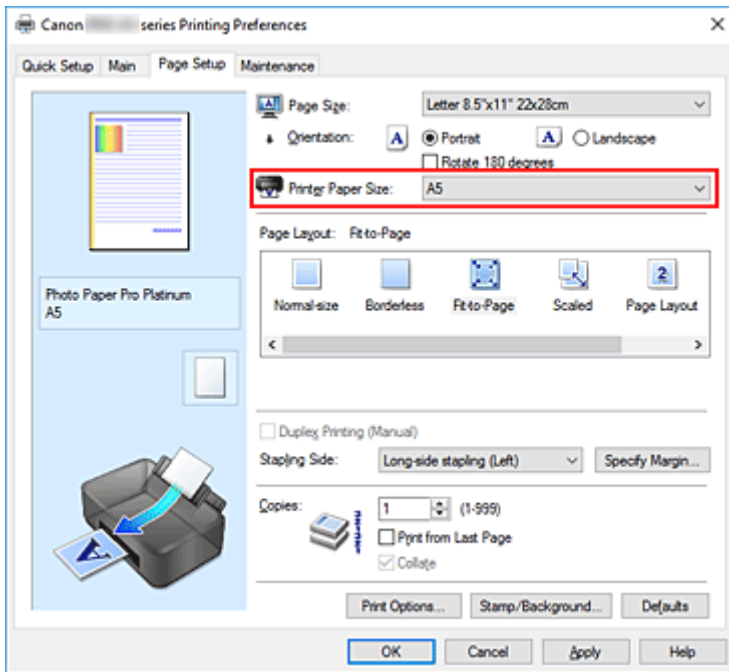 Canon series Printing Preferences
Quick Setup Main Page Setup Maintenance
Page Size: Letter 8.5"x11" 22x28cm
Orientation: A Portrait A Landscape
Rotate 180 degrees
Printer Paper Size: A5
Page Layout: Fit-to-Page
Normal-size Borderless Fit-to-Page Scaled Page Layout
Photo Paper Pro Platinum
A5
Duplex Printing (Manual)
Stapling Side: Long-side stapling (Left) Specify Margin...
Copies: 1 (1-999)
Print from Last Page
Collate
Print Options... Stamp/Background... Defaults
OK Cancel Apply Help